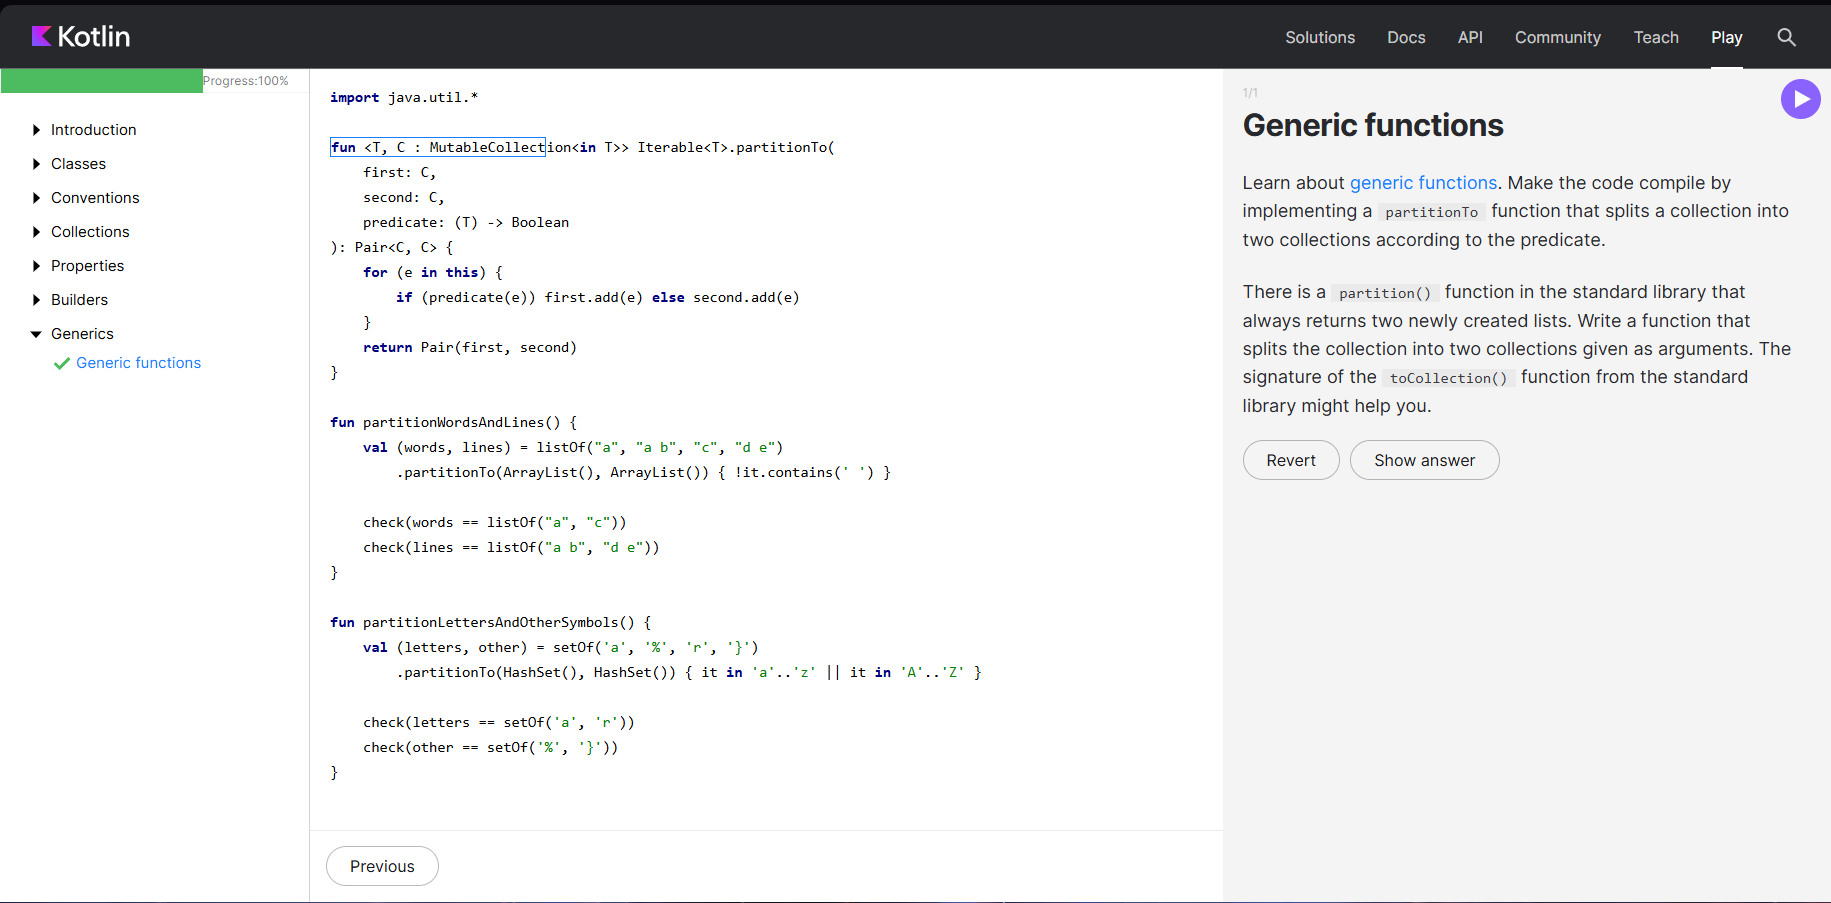 Kotlin
Solutions Docs API Community Teach Play
Progress:100%
Introduction
Classes
Conventions
Collections
Properties
Builders
Generics
Generic functions
import java.util.*
fun <T, C : MutableCollection<in T>> Iterable<T>.partitionTo(
    first: C,
    second: C,
    predicate: (T) -> Boolean
): Pair<C, C> {
    for (e in this) {
        if (predicate(e)) first.add(e) else second.add(e)
    }
    return Pair(first, second)
}
fun partitionWordsAndLines() {
    val (words, lines) = listOf("a", "a b", "c", "d e")
        .partitionTo(ArrayList(), ArrayList()) { !it.contains(' ') }
    check(words == listOf("a", "c"))
    check(lines == listOf("a b", "d e"))
}
fun partitionLettersAndOtherSymbols() {
    val (letters, other) = setOf('a', '%', 'r', '}')
        .partitionTo(HashSet(), HashSet()) { it in 'a'..'z' || it in 'A'..'Z' }
    check(letters == setOf('a', 'r'))
    check(other == setOf('%', '}'))
}
Previous
1/1
Generic functions
Learn about generic functions. Make the code compile by
implementing a partitionTo function that splits a collection into
two collections according to the predicate.
There is a partition() function in the standard library that
always returns two newly created lists. Write a function that
splits the collection into two collections given as arguments. The
signature of the toCollection() function from the standard
library might help you.
Revert Show answer